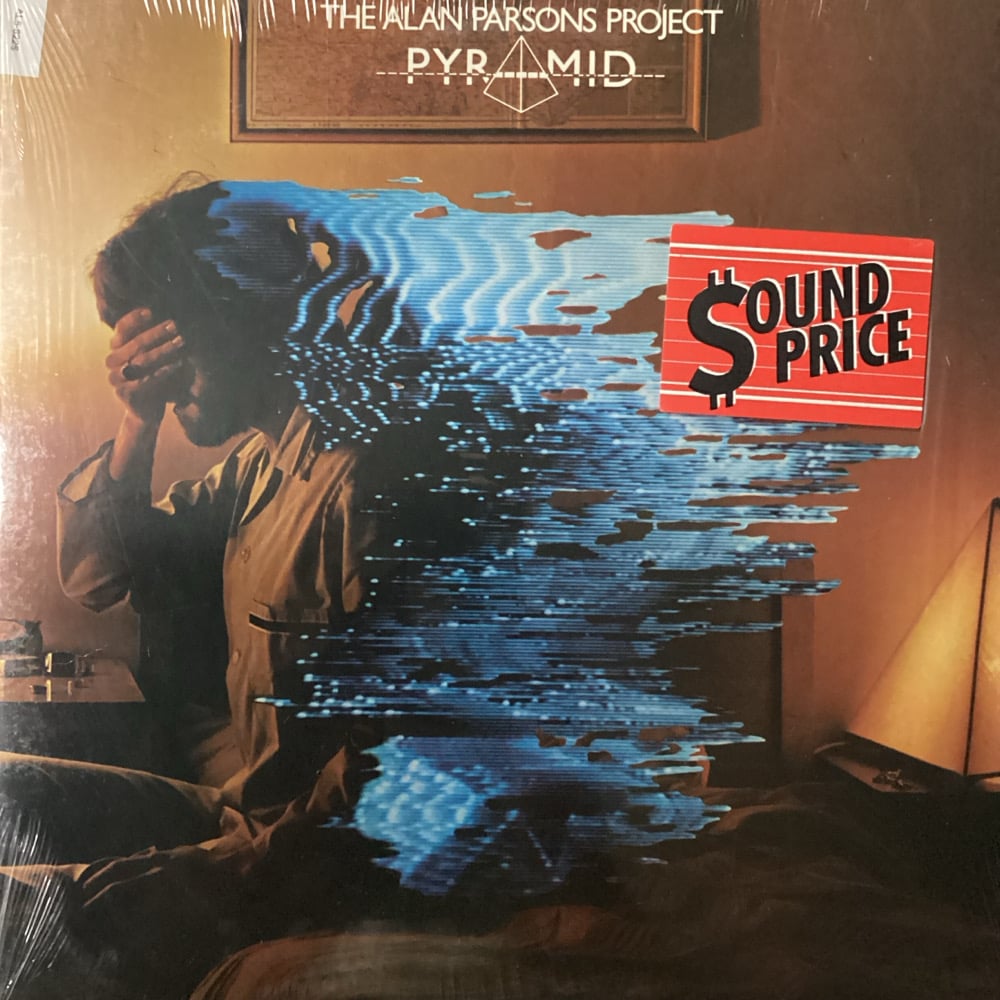 THE ALAN PARSONS PROJECT
PYRAMID
$OUND
PRICE